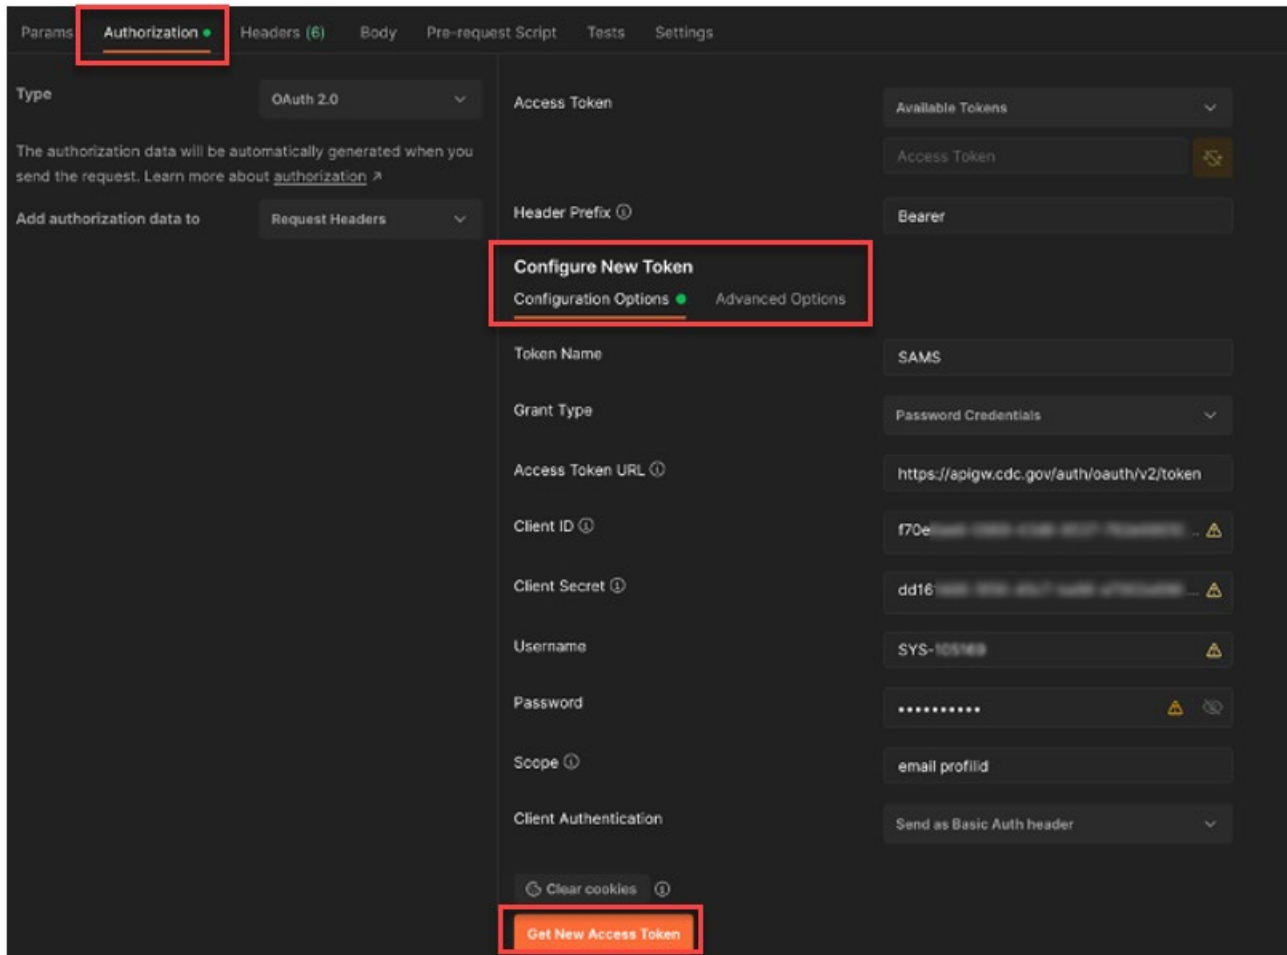 Params Authorization Headers (6) Body Pre-request Script Tests Settings
Type OAuth 2.0
The authorization data will be automatically generated when you
send the request. Learn more about authorization ↗
Add authorization data to Request Headers
Access Token Available Tokens
Access Token
Header Prefix Bearer
Configure New Token
Configuration Options Advanced Options
Token Name SAMS
Grant Type Password Credentials
Access Token URL https://apigw.cdc.gov/auth/oauth/v2/token
Client ID f70e
Client Secret dd16
Username SYS-
Password ••••••••••
Scope email profilid
Client Authentication Send as Basic Auth header
Clear cookies
Get New Access Token